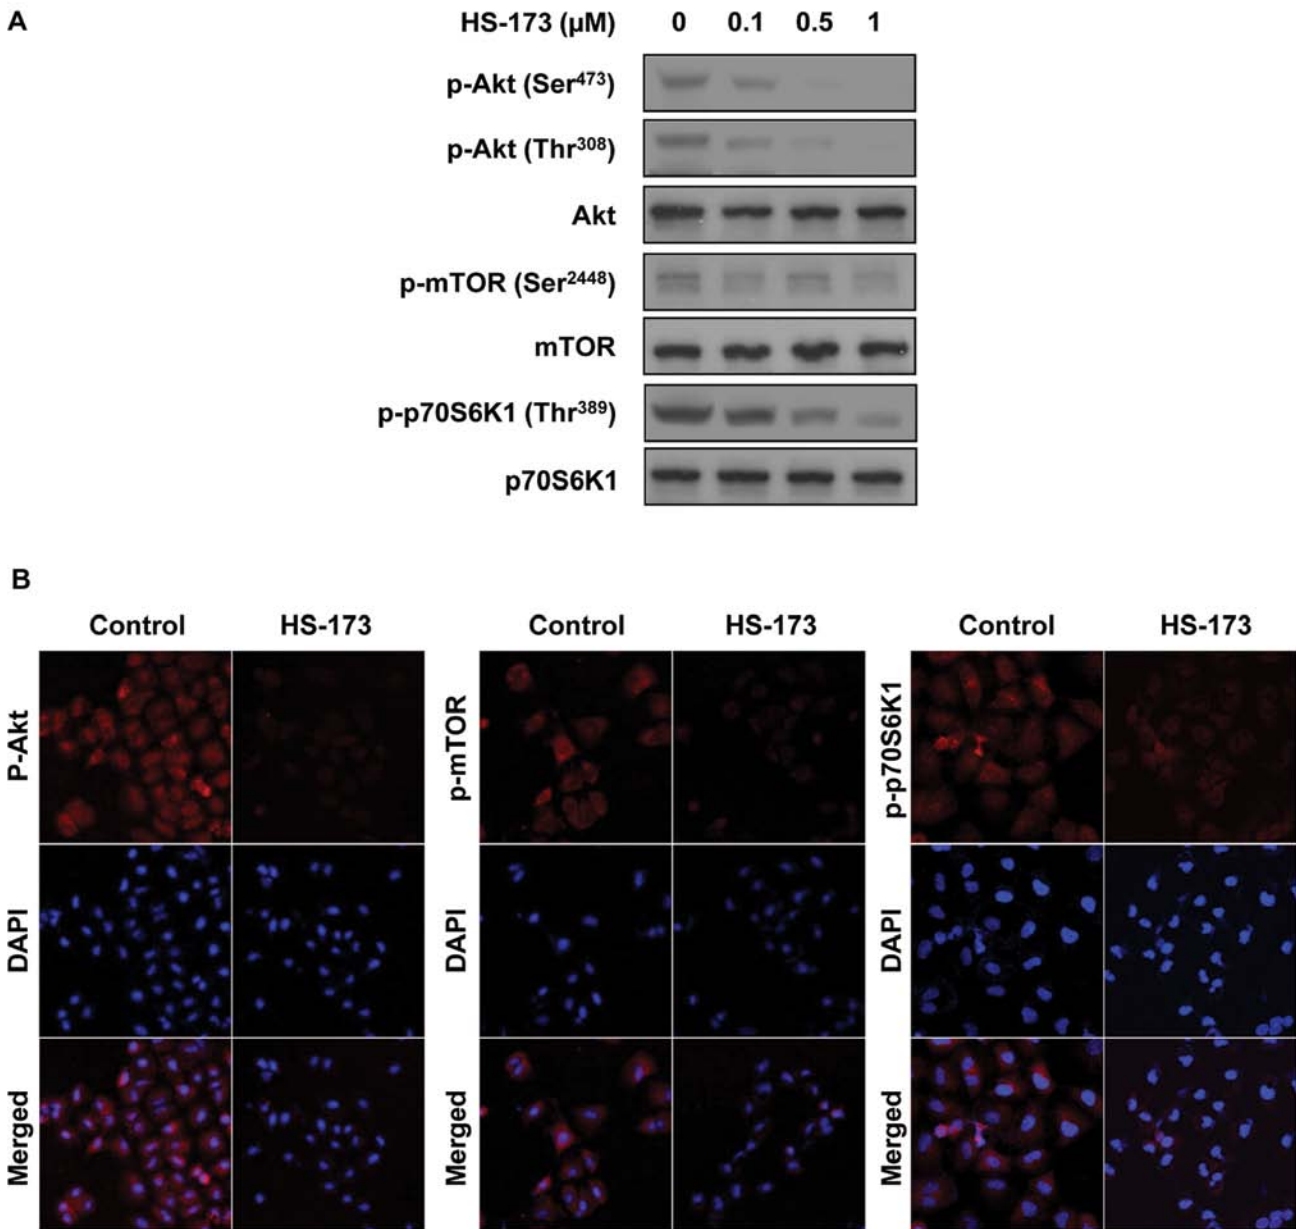 A
HS-173 (µM) 0 0.1 0.5 1
p-Akt (Ser473)
p-Akt (Thr308)
Akt
p-mTOR (Ser2448)
mTOR
p-p70S6K1 (Thr389)
p70S6K1
B
Control HS-173 Control HS-173 Control HS-173
P-Akt p-mTOR p-p70S6K1
DAPI DAPI DAPI
Merged Merged Merged